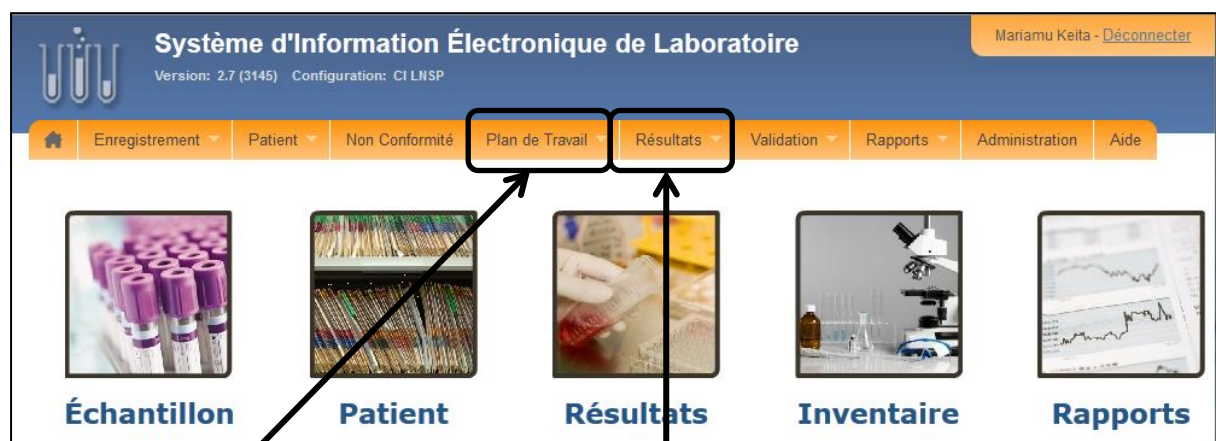 Système d'Information Électronique de Laboratoire
Mariamu Keita - Déconnecter
Version: 2.7 (3145) Configuration: CI LNSP
Enregistrement Patient Non Conformité Plan de Travail Résultats Validation Rapports Administration Aide
Échantillon Patient Résultats Inventaire Rapports